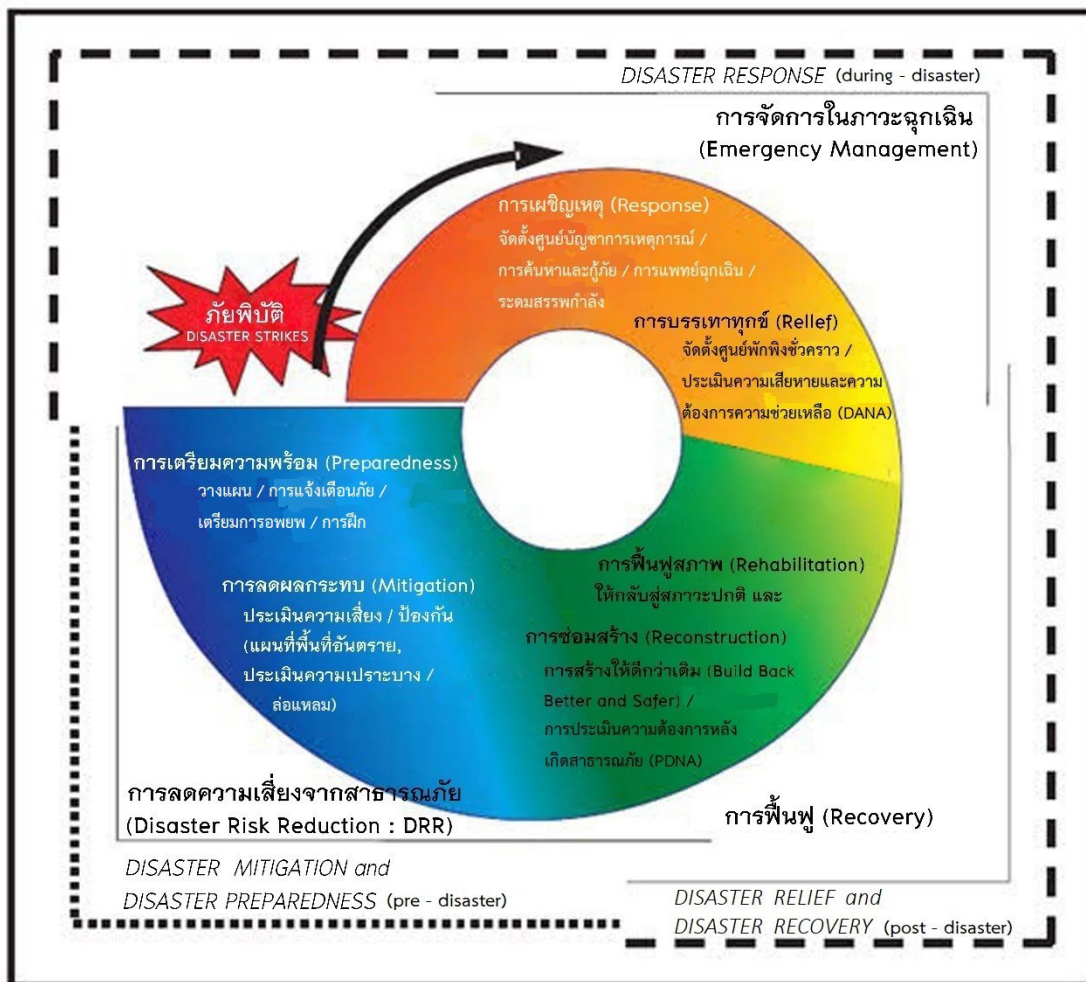 DISASTER RESPONSE (during - disaster)
การจัดการในภาวะฉุกเฉิน
(Emergency Management)
การเผชิญเหตุ (Response)
จัดตั้งศูนย์บัญชาการเหตุการณ์ /
การค้นหาและกู้ภัย / การแพทย์ฉุกเฉิน /
ระดมสรรพกำลัง
ภัยพิบัติ
DISASTER STRIKES
การบรรเทาทุกข์ (Rellef)
จัดตั้งศูนย์พักพิงชั่วคราว /
ประเมินความเสียหายและความ
ต้องการความช่วยเหลือ (DANA)
การเตรียมความพร้อม (Preparedness)
วางแผน / การแจ้งเตือนภัย /
เตรียมการอพยพ / การฝึก
การลดผลกระทบ (Mitigation)
ประเมินความเสี่ยง / ป้องกัน
(แผนที่พื้นที่อันตราย,
ประเมินความเปราะบาง /
ล่อแหลม)
การฟื้นฟูสภาพ (Rehabilitation)
ให้กลับสู่สภาวะปกติ และ
การซ่อมสร้าง (Reconstruction)
การสร้างให้ดีกว่าเดิม (Build Back
Better and Safer) /
การประเมินความต้องการหลัง
เกิดสาธารณภัย (PDNA)
การลดความเสี่ยงจากสาธารณภัย
(Disaster Risk Reduction : DRR)
การฟื้นฟู (Recovery)
DISASTER MITIGATION and
DISASTER PREPAREDNESS (pre - disaster)
DISASTER RELIEF and
DISASTER RECOVERY (post - disaster)